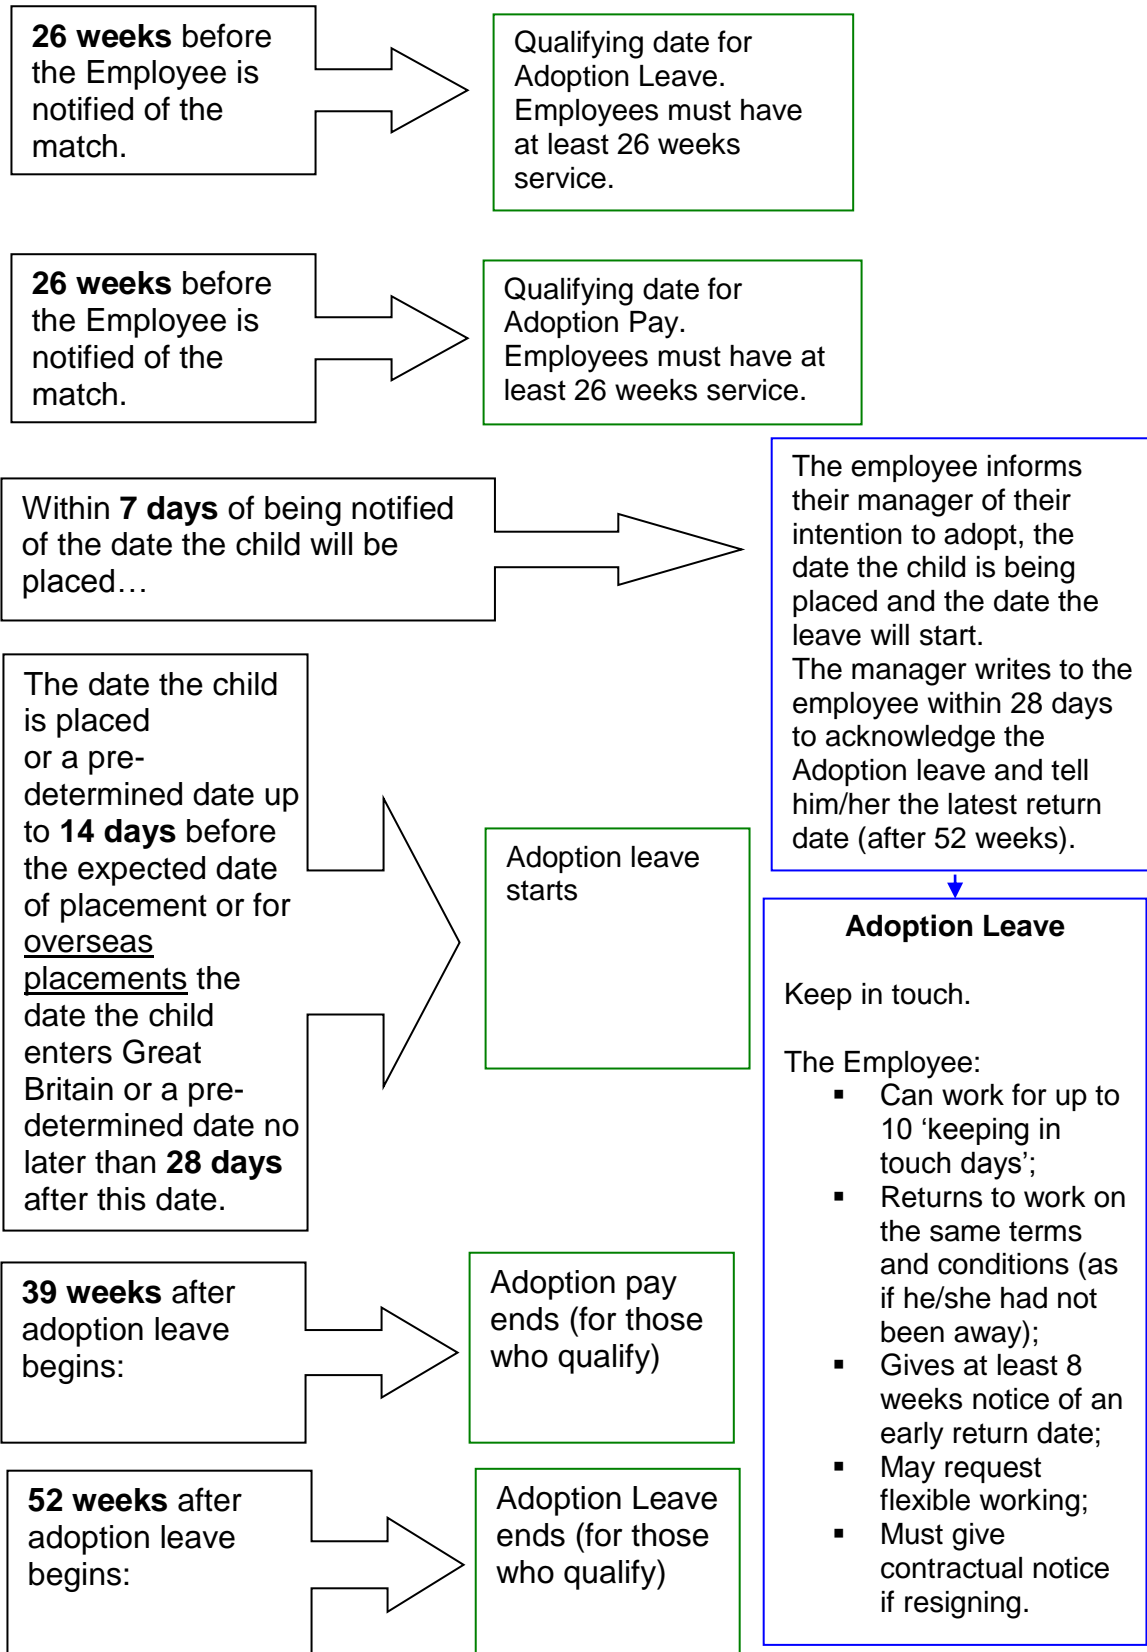 26 weeks before
the Employee is
notified of the
match.
Qualifying date for
Adoption Leave.
Employees must have
at least 26 weeks
service.
26 weeks before
the Employee is
notified of the
match.
Qualifying date for
Adoption Pay.
Employees must have at
least 26 weeks service.
Within 7 days of being notified
of the date the child will be
placed…
The employee informs
their manager of their
intention to adopt, the
date the child is being
placed and the date the
leave will start.
The manager writes to the
employee within 28 days
to acknowledge the
Adoption leave and tell
him/her the latest return
date (after 52 weeks).
The date the child
is placed
or a pre-
determined date up
to 14 days before
the expected date
of placement or for
overseas
placements the
date the child
enters Great
Britain or a pre-
determined date no
later than 28 days
after this date.
Adoption leave
starts
Adoption Leave
Keep in touch.
The Employee:
▪ Can work for up to
10 ‘keeping in
touch days’;
▪ Returns to work on
the same terms
and conditions (as
if he/she had not
been away);
▪ Gives at least 8
weeks notice of an
early return date;
▪ May request
flexible working;
▪ Must give
contractual notice
if resigning.
39 weeks after
adoption leave
begins:
Adoption pay
ends (for those
who qualify)
52 weeks after
adoption leave
begins:
Adoption Leave
ends (for those
who qualify)